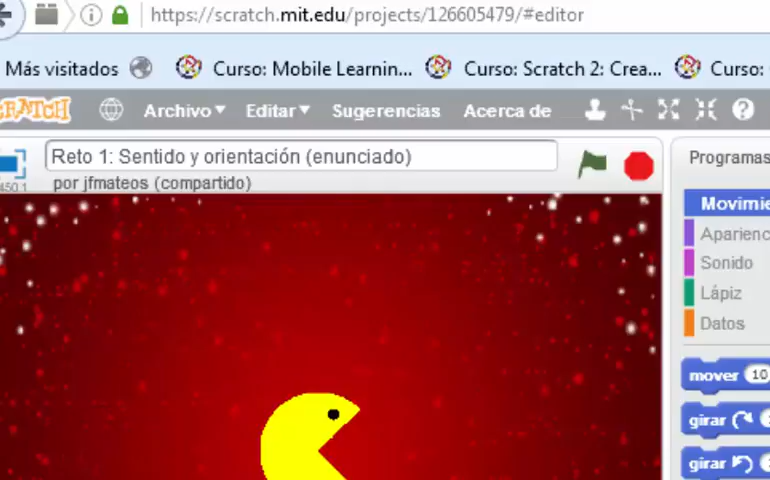 https://scratch.mit.edu/projects/126605479/#editor
Más visitados Curso: Mobile Learnin... Curso: Scratch 2: Crea... Curso:
Archivo Editar Sugerencias Acerca de
Reto 1: Sentido y orientación (enunciado)
por jfmateos (compartido)
450.1
Programas
Movimie
Aparienc
Sonido
Lápiz
Datos
mover 10
girar
girar